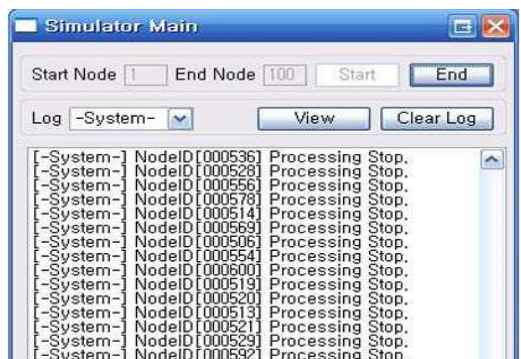 Simulator Main
Start Node 1 End Node 100 Start End
Log -System- View Clear Log
[-System-] NodeID[000536] Processing Stop.
[-System-] NodeID[000528] Processing Stop.
[-System-] NodeID[000556] Processing Stop.
[-System-] NodeID[000578] Processing Stop.
[-System-] NodeID[000514] Processing Stop.
[-System-] NodeID[000569] Processing Stop.
[-System-] NodeID[000506] Processing Stop.
[-System-] NodeID[000554] Processing Stop.
[-System-] NodeID[000600] Processing Stop.
[-System-] NodeID[000519] Processing Stop.
[-System-] NodeID[000520] Processing Stop.
[-System-] NodeID[000513] Processing Stop.
[-System-] NodeID[000521] Processing Stop.
[-System-] NodeID[000529] Processing Stop.
[-System-] NodeID[000592] Processing Stop.